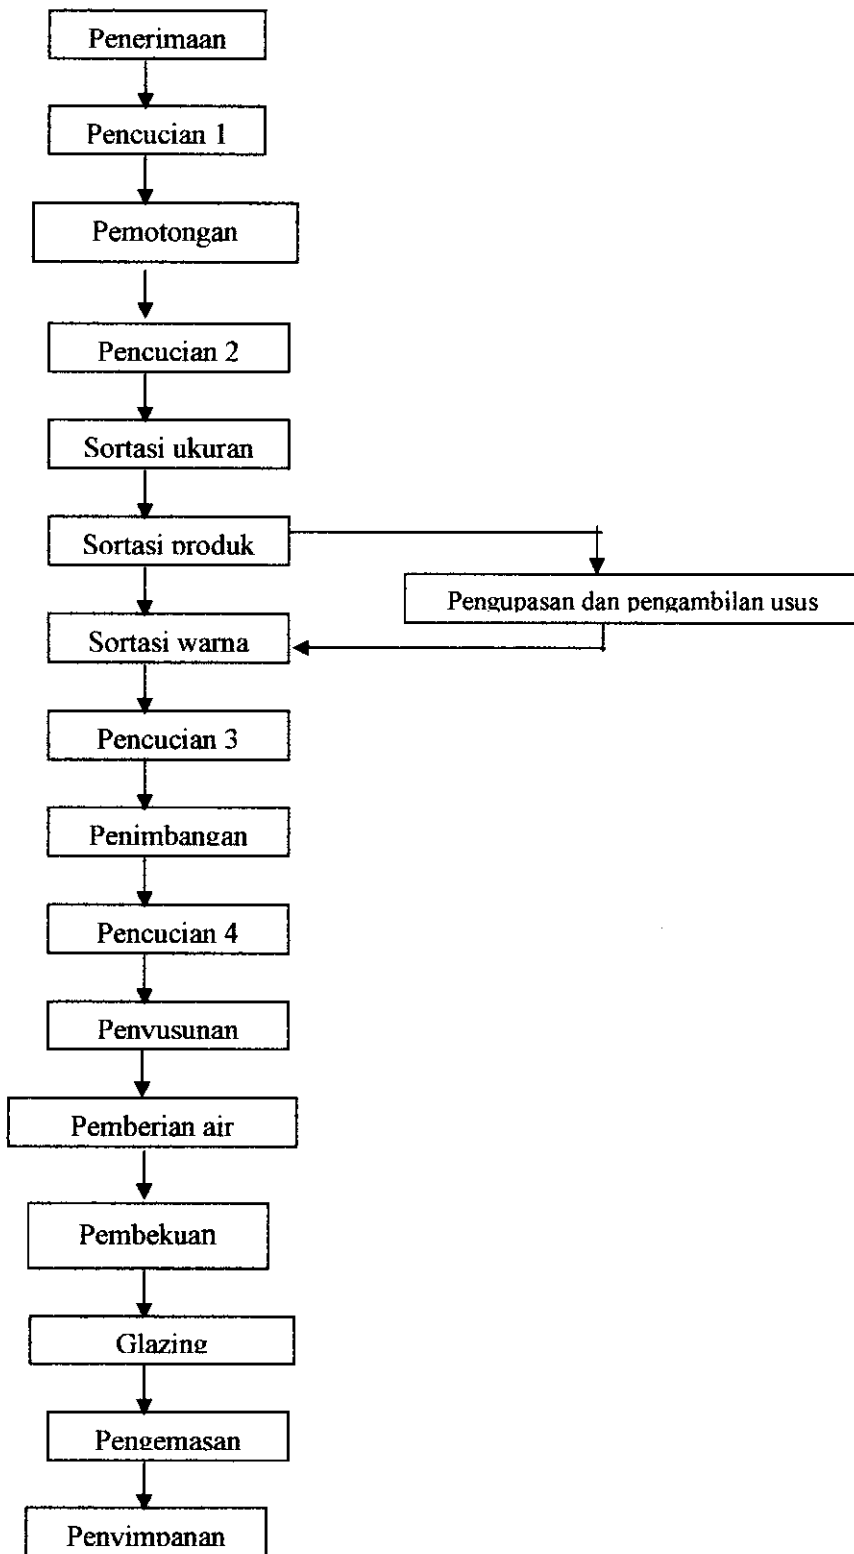 Penerimaan
Pencucian 1
Pemotongan
Pencucian 2
Sortasi ukuran
Sortasi produk
Pengupasan dan pengambilan usus
Sortasi warna
Pencucian 3
Penimbangan
Pencucian 4
Penyusunan
Pemberian air
Pembekuan
Glazing
Pengemasan
Penyimpanan